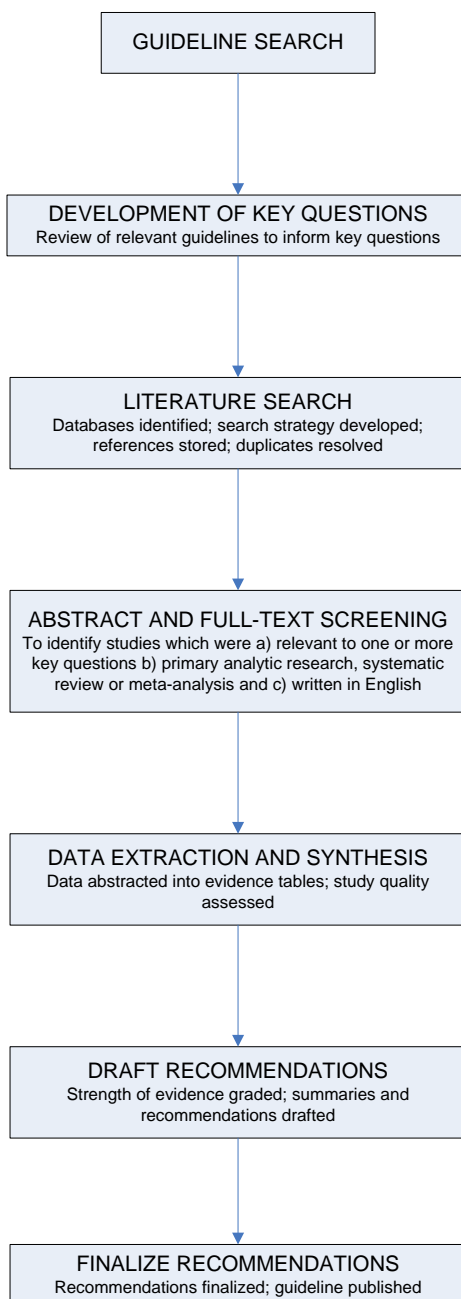 GUIDELINE SEARCH
DEVELOPMENT OF KEY QUESTIONS
Review of relevant guidelines to inform key questions
LITERATURE SEARCH
Databases identified; search strategy developed;
references stored; duplicates resolved
ABSTRACT AND FULL-TEXT SCREENING
To identify studies which were a) relevant to one or more
key questions b) primary analytic research, systematic
review or meta-analysis and c) written in English
DATA EXTRACTION AND SYNTHESIS
Data abstracted into evidence tables; study quality
assessed
DRAFT RECOMMENDATIONS
Strength of evidence graded; summaries and
recommendations drafted
FINALIZE RECOMMENDATIONS
Recommendations finalized; guideline published